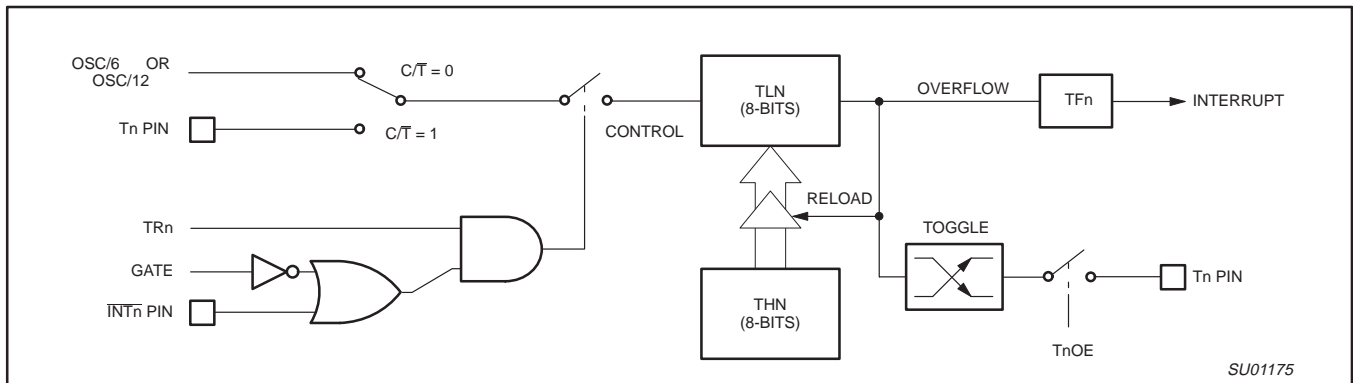 OSC/6 OR
OSC/12
C/T̅ = 0
Tn PIN
C/T̅ = 1
CONTROL
TLN
(8-BITS)
OVERFLOW
TFn
INTERRUPT
RELOAD
TRn
GATE
I̅N̅T̅n̅ PIN
THN
(8-BITS)
TOGGLE
Tn PIN
TnOE
SU01175